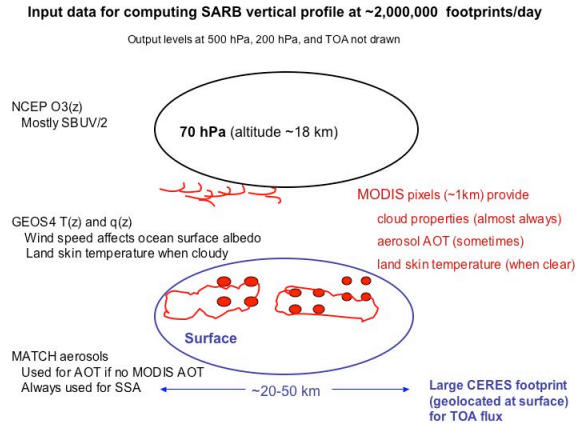 Input data for computing SARB vertical profile at ~2,000,000 footprints/day
Output levels at 500 hPa, 200 hPa, and TOA not drawn
NCEP O3(z)
Mostly SBUV/2
70 hPa (altitude ~18 km)
MODIS pixels (~1km) provide
cloud properties (almost always)
aerosol AOT (sometimes)
land skin temperature (when clear)
GEOS4 T(z) and q(z)
Wind speed affects ocean surface albedo
Land skin temperature when cloudy
Surface
MATCH aerosols
Used for AOT if no MODIS AOT
Always used for SSA
~20-50 km
Large CERES footprint
(geolocated at surface)
for TOA flux